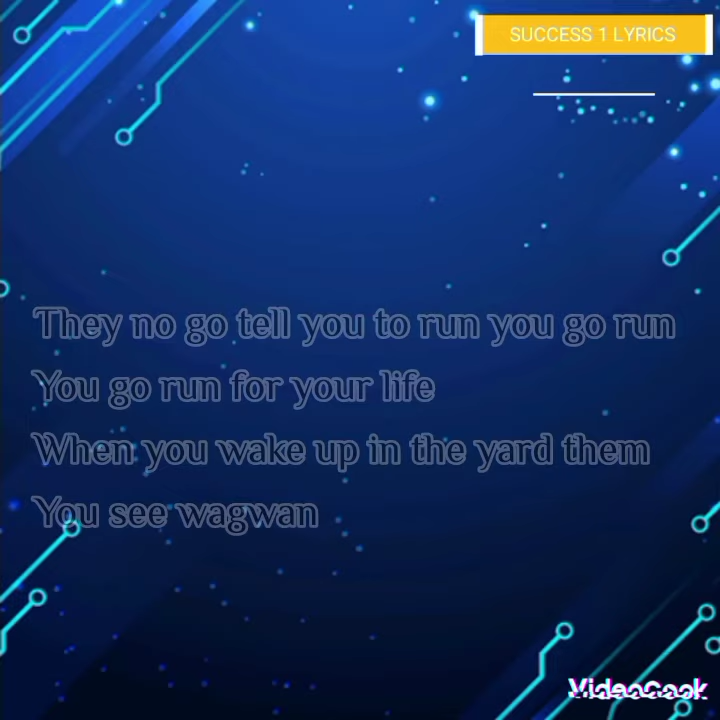 SUCCESS 1 LYRICS
They no go tell you to run you go run
You go run for your life
When you wake up in the yard them
You see wagwan
VideoCook